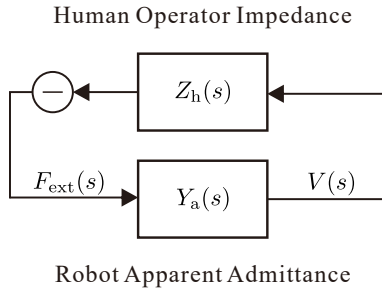 Human Operator Impedance
−
Z_h(s)
F_ext(s)
Y_a(s)
V(s)
Robot Apparent Admittance